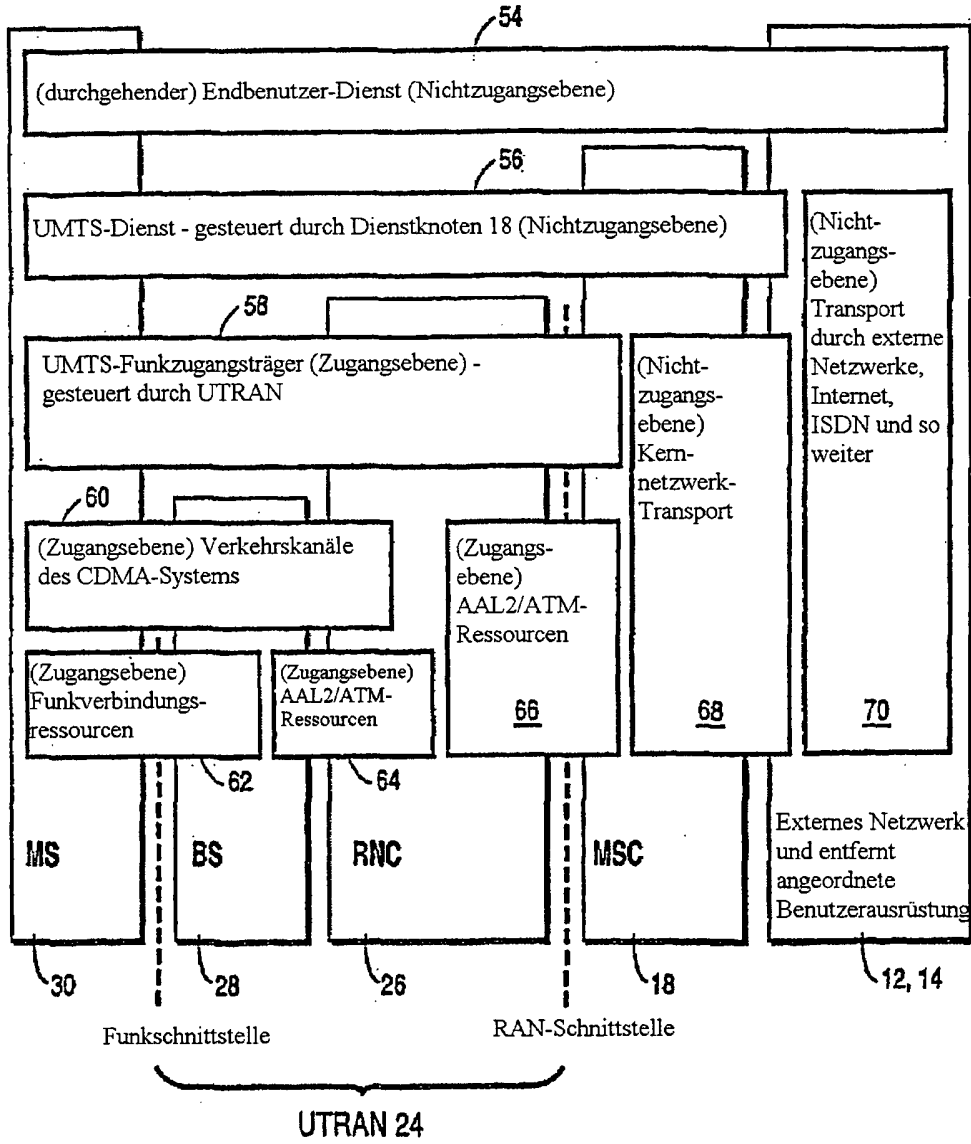 54
(durchgehender) Endbenutzer-Dienst (Nichtzugangsebene)
56
UMTS-Dienst - gesteuert durch Dienstknoten 18 (Nichtzugangsebene)
(Nicht-
zugangs-
ebene)
Transport
durch externe
Netzwerke,
Internet,
ISDN und so
weiter
70
58
UMTS-Funkzugangsträger (Zugangsebene) -
gesteuert durch UTRAN
(Nicht-
zugangs-
ebene)
Kern-
netzwerk-
Transport
68
60
(Zugangsebene) Verkehrskanäle
des CDMA-Systems
(Zugangs-
ebene)
AAL2/ATM-
Ressourcen
66
(Zugangsebene)
Funkverbindungs-
ressourcen
62
(Zugangsebene)
AAL2/ATM-
Ressourcen
64
MS
BS
RNC
MSC
Externes Netzwerk
und entfernt
angeordnete
Benutzerausrüstung
30
28
26
18
12, 14
Funkschnittstelle
RAN-Schnittstelle
UTRAN 24